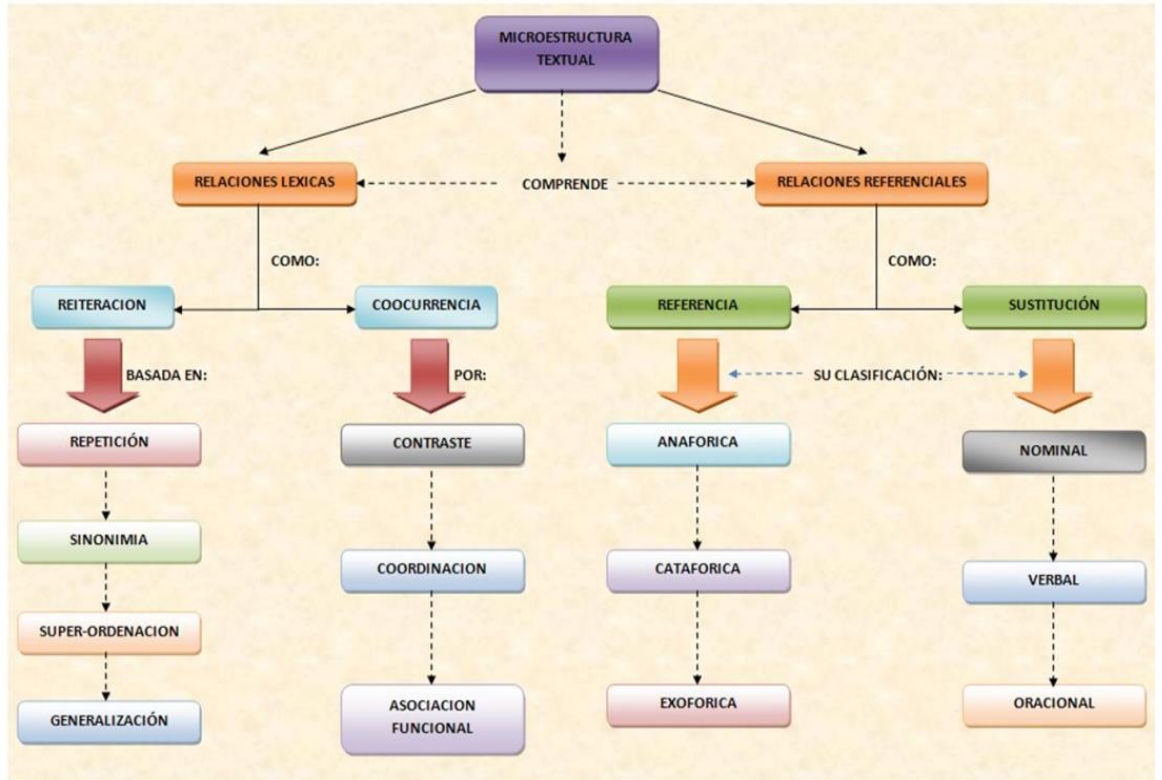 MICROESTRUCTURA
TEXTUAL
RELACIONES LEXICAS
COMPRENDE
RELACIONES REFERENCIALES
COMO:
COMO:
REITERACION
COOCURRENCIA
REFERENCIA
SUSTITUCIÓN
BASADA EN:
POR:
SU CLASIFICACIÓN:
REPETICIÓN
CONTRASTE
ANAFORICA
NOMINAL
SINONIMIA
COORDINACION
CATAFORICA
VERBAL
SUPER-ORDENACION
GENERALIZACIÓN
ASOCIACION
FUNCIONAL
EXOFORICA
ORACIONAL